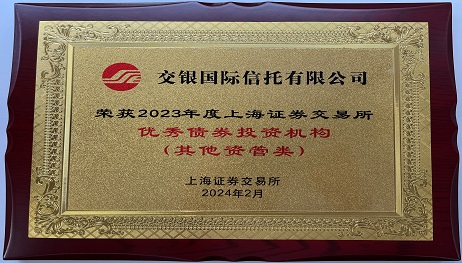 交银国际信托有限公司
荣获2023年度上海证券交易所
优秀债券投资机构
(其他资管类)
上海证券交易所
2024年2月